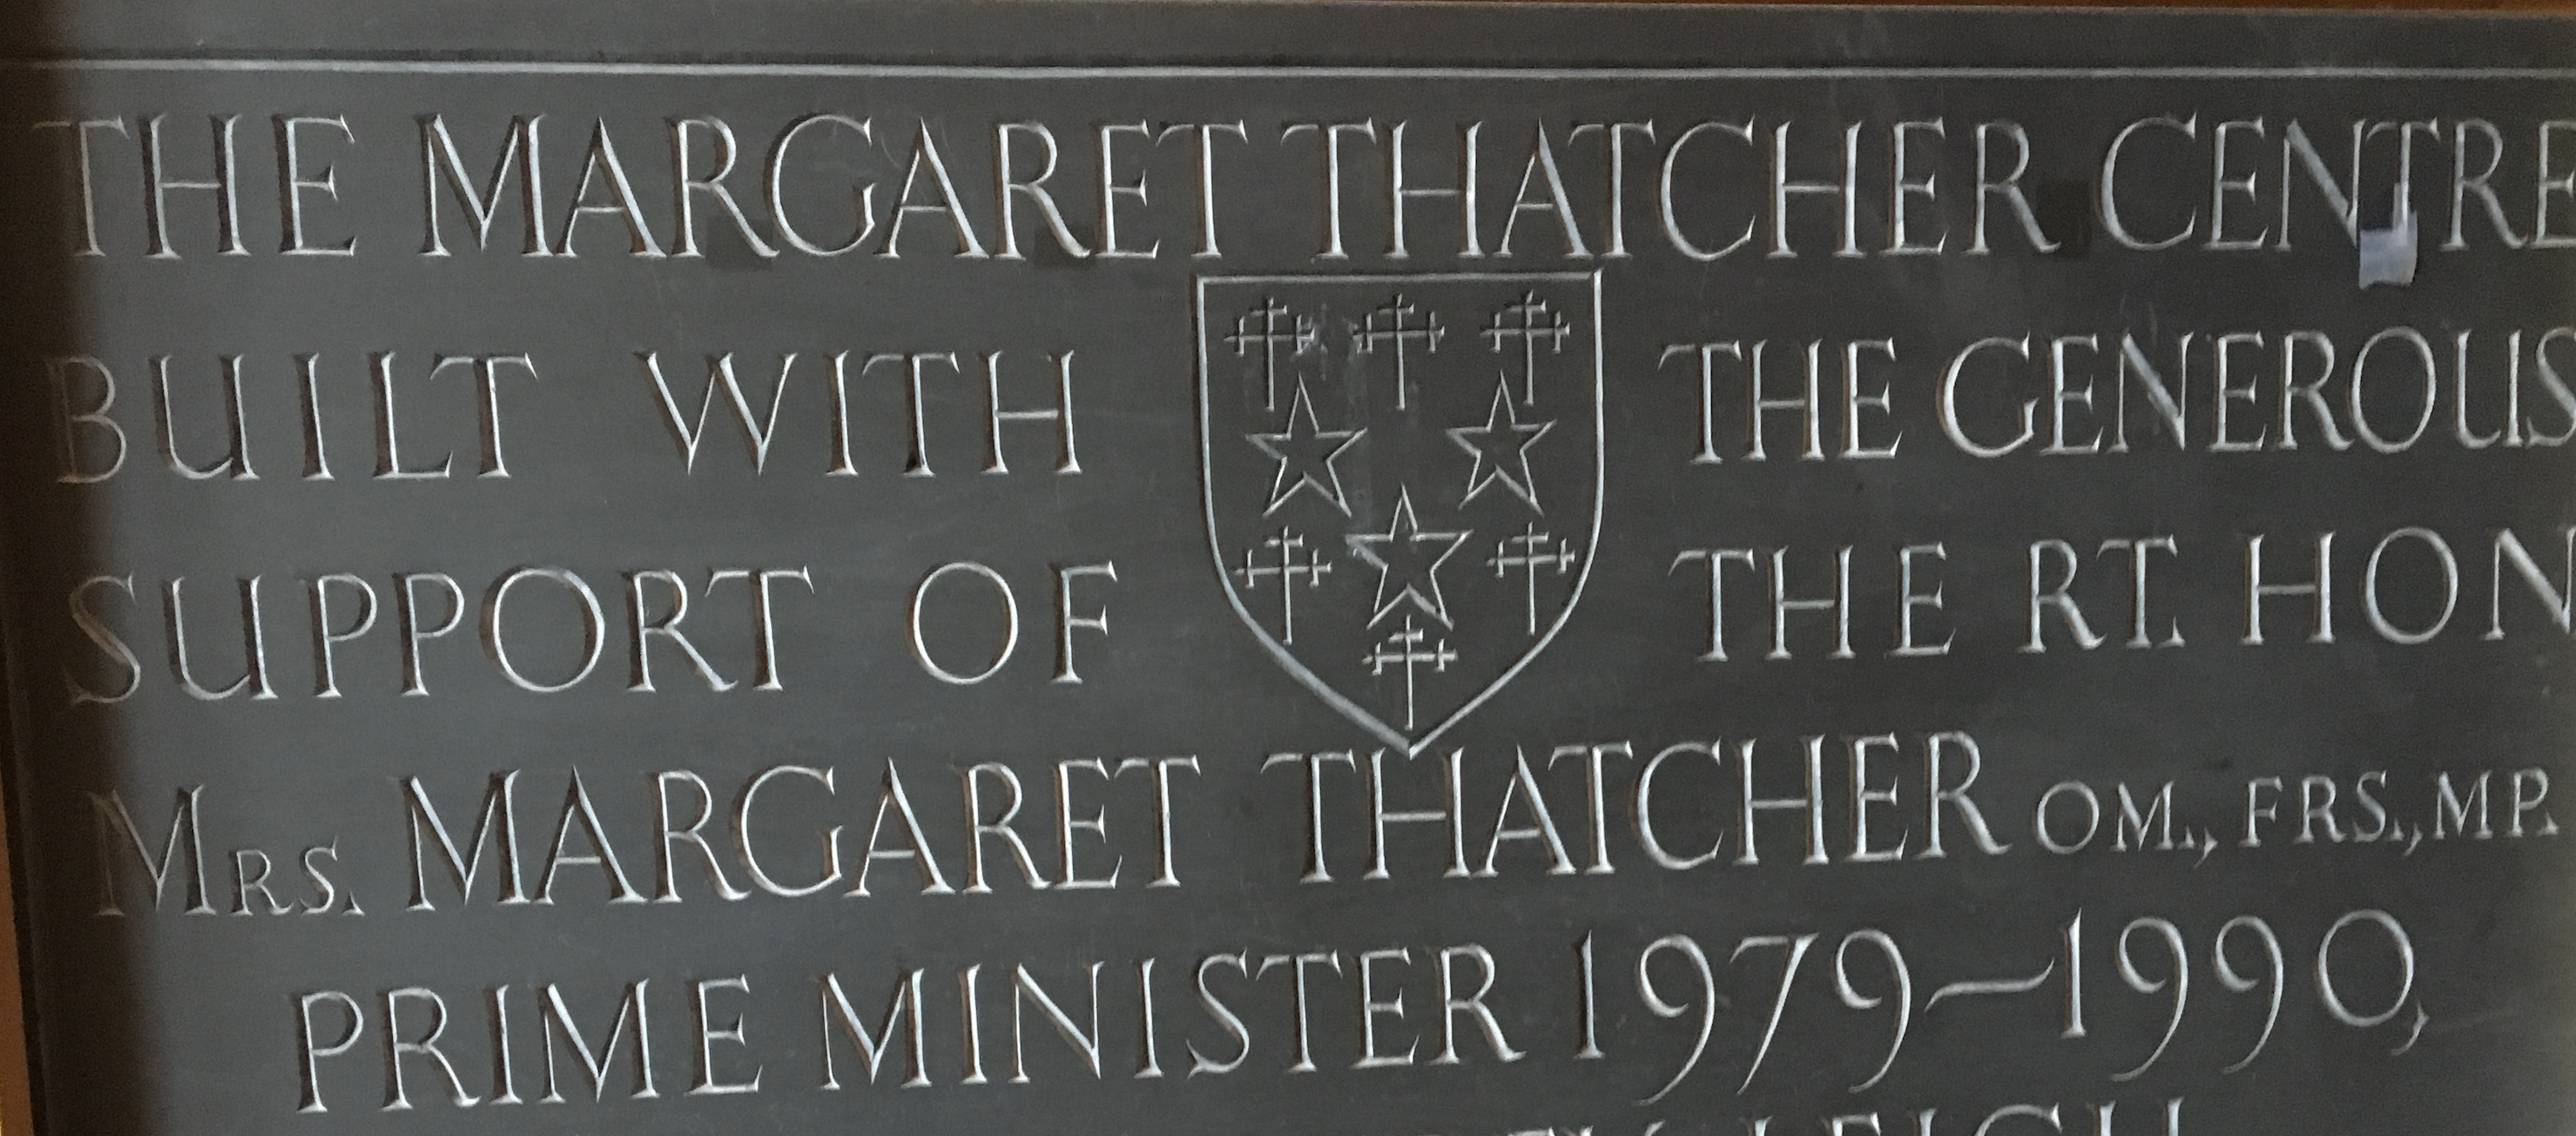 THE MARGARET THATCHER CENTRE
BUILT WITH THE GENEROUS
SUPPORT OF THE RT. HON
MRS. MARGARET THATCHER OM., FRS., MP.
PRIME MINISTER 1979-1990,